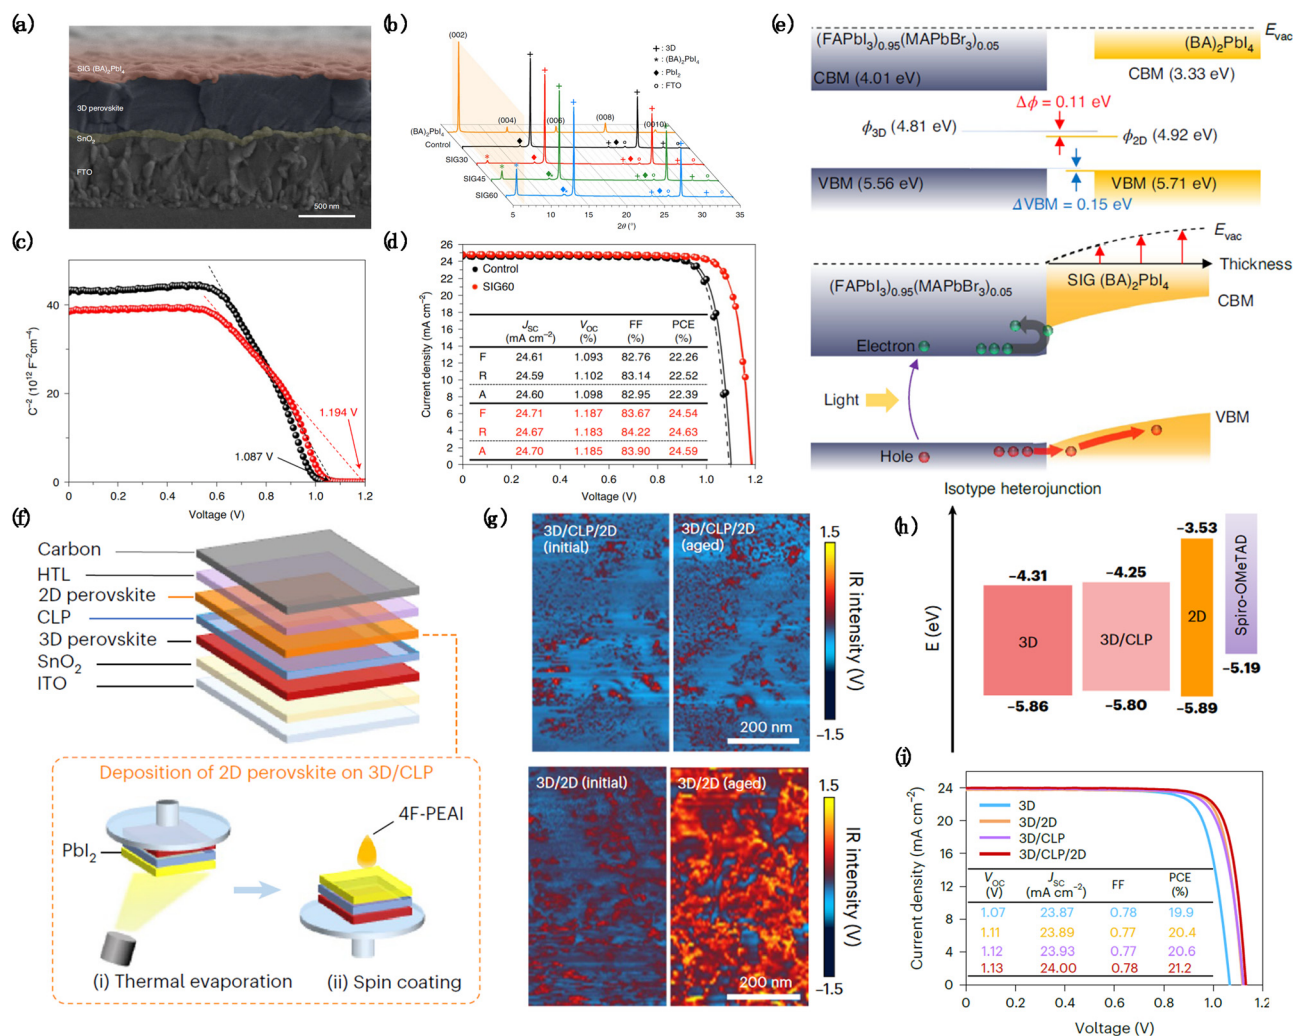 (a)
SIG (BA)₂PbI₄
3D perovskite
SnO₂
FTO
500 nm
(b)
(002)
(004)
(006)
(008)
(0010)
+ : 3D
* : (BA)₂PbI₄
◆ : PbI₂
○ : FTO
(BA)₂PbI₄
Control
SIG30
SIG45
SIG60
5 10 15 20 25 30 35
2θ (°)
(e)
Evac
(FAPbI₃)₀.₉₅(MAPbBr₃)₀.₀₅
(BA)₂PbI₄
CBM (4.01 eV)
CBM (3.33 eV)
Δϕ = 0.11 eV
ϕ3D (4.81 eV)
ϕ2D (4.92 eV)
VBM (5.56 eV)
VBM (5.71 eV)
ΔVBM = 0.15 eV
Evac
Thickness
(FAPbI₃)₀.₉₅(MAPbBr₃)₀.₀₅
SIG (BA)₂PbI₄
CBM
Electron
Light
VBM
Hole
Isotype heterojunction
(c)
C⁻² (10¹² F⁻²cm⁻⁴)
40
20
0
1.194 V
1.087 V
0 0.2 0.4 0.6 0.8 1.0 1.2
Voltage (V)
(d)
Current density (mA cm⁻²)
26
24
22
20
18
16
14
12
10
8
6
4
2
0
Control
SIG60
JSC (mA cm⁻²) VOC (%) FF (%) PCE (%)
F 24.61 1.093 82.76 22.26
R 24.59 1.102 83.14 22.52
A 24.60 1.098 82.95 22.39
F 24.71 1.187 83.67 24.54
R 24.67 1.183 84.22 24.63
A 24.70 1.185 83.90 24.59
0 0.2 0.4 0.6 0.8 1.0 1.2
Voltage (V)
(f)
Carbon
HTL
2D perovskite
CLP
3D perovskite
SnO₂
ITO
Deposition of 2D perovskite on 3D/CLP
PbI₂
4F-PEAI
(i) Thermal evaporation
(ii) Spin coating
(g)
3D/CLP/2D
(initial)
3D/CLP/2D
(aged)
200 nm
1.5
IR intensity (V)
−1.5
3D/2D (initial)
3D/2D (aged)
200 nm
1.5
IR intensity (V)
−1.5
(h)
E (eV)
−4.31
3D
−5.86
−4.25
3D/CLP
−5.80
−3.53
2D
−5.89
Spiro-OMeTAD
−5.19
(i)
Current density (mA cm⁻²)
24
20
16
12
8
4
0
3D
3D/2D
3D/CLP
3D/CLP/2D
VOC (V) JSC (mA cm⁻²) FF PCE (%)
1.07 23.87 0.78 19.9
1.11 23.89 0.77 20.4
1.12 23.93 0.77 20.6
1.13 24.00 0.78 21.2
0 0.2 0.4 0.6 0.8 1.0 1.2
Voltage (V)